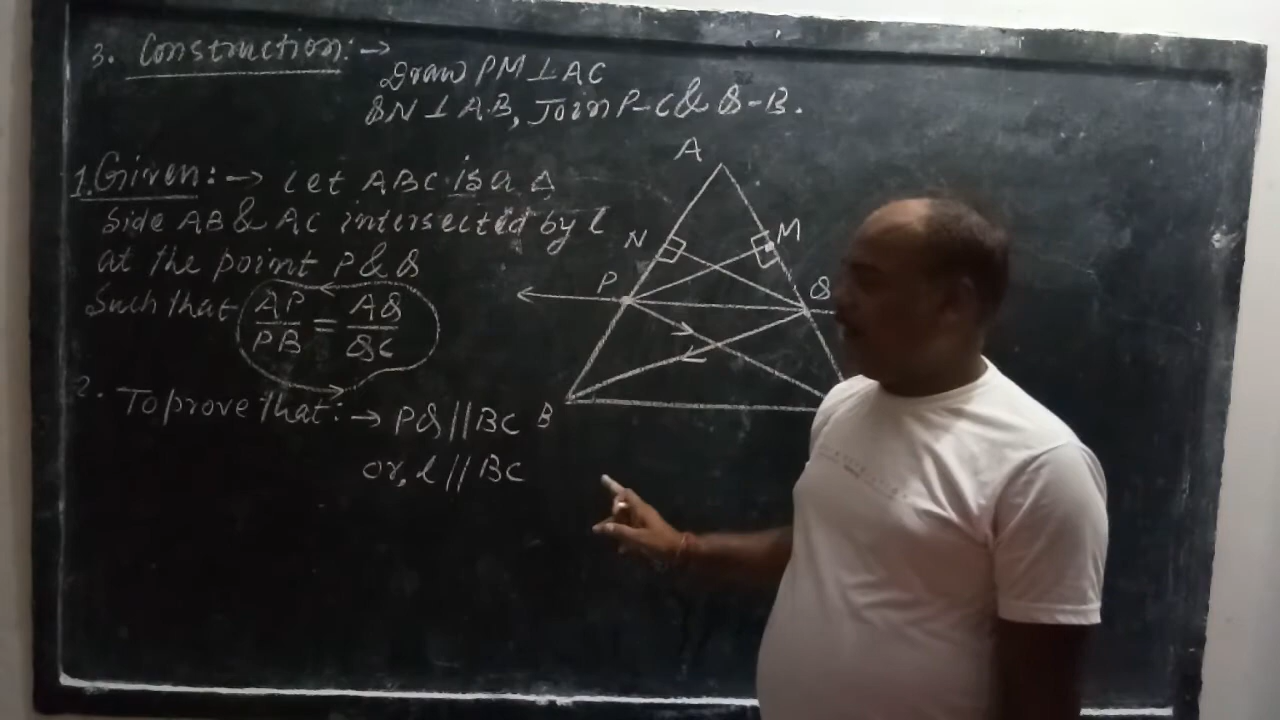 3. Construction:→
Draw PM⊥AC
QN⊥AB, Join P-C & Q-B.
1. Given:→ Let ABC is a △
Side AB & AC intersected by l
at the point P & Q
Such that AP/PB = AQ/QC
2. To prove that:→ PQ||BC
or, l||BC
A
N
M
P
Q
B